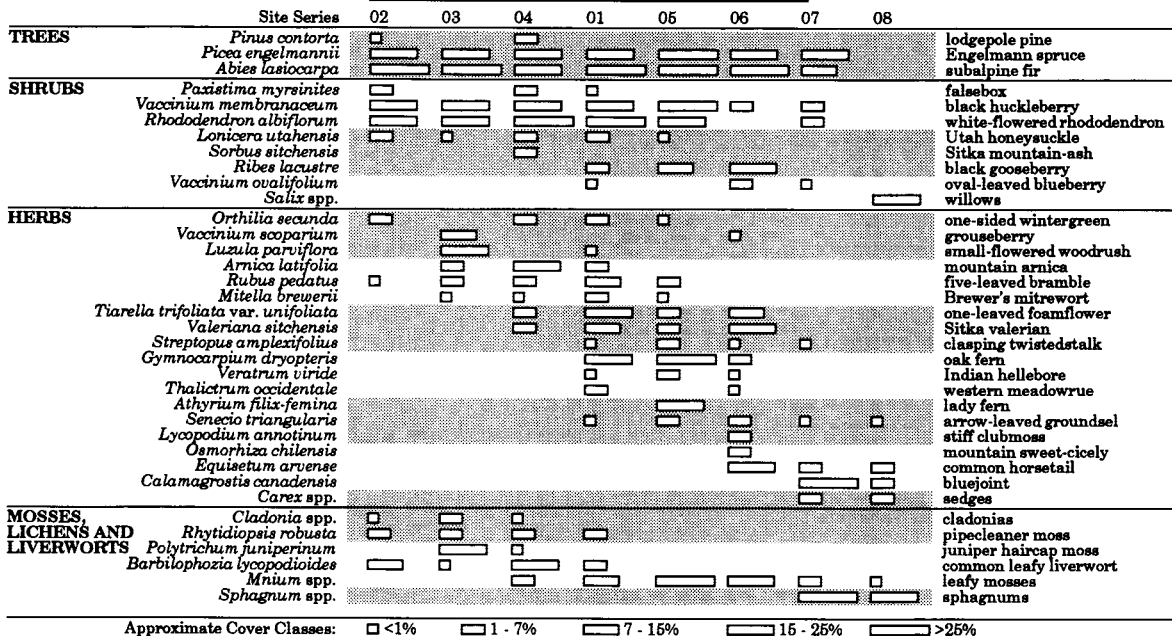 Site Series 02 03 04 01 05 06 07 08
TREES Pinus contorta lodgepole pine
Picea engelmannii Engelmann spruce
Abies lasiocarpa subalpine fir
SHRUBS Paxistima myrsinites falsebox
Vaccinium membranaceum black huckleberry
Rhododendron albiflorum white-flowered rhododendron
Lonicera utahensis Utah honeysuckle
Sorbus sitchensis Sitka mountain-ash
Ribes lacustre black gooseberry
Vaccinium ovalifolium oval-leaved blueberry
Salix spp. willows
HERBS Orthilia secunda one-sided wintergreen
Vaccinium scoparium grouseberry
Luzula parviflora small-flowered woodrush
Arnica latifolia mountain arnica
Rubus pedatus five-leaved bramble
Mitella brewerii Brewer's mitrewort
Tiarella trifoliata var. unifoliata one-leaved foamflower
Valeriana sitchensis Sitka valerian
Streptopus amplexifolius clasping twistedstalk
Gymnocarpium dryopteris oak fern
Veratrum viride Indian hellebore
Thalictrum occidentale western meadowrue
Athyrium filix-femina lady fern
Senecio triangularis arrow-leaved groundsel
Lycopodium annotinum stiff clubmoss
Osmorhiza chilensis mountain sweet-cicely
Equisetum arvense common horsetail
Calamagrostis canadensis bluejoint
Carex spp. sedges
MOSSES, Cladonia spp. cladonias
LICHENS AND Rhytidiopsis robusta pipecleaner moss
LIVERWORTS Polytrichum juniperinum juniper haircap moss
Barbilophozia lycopodioides common leafy liverwort
Mnium spp. leafy mosses
Sphagnum spp. sphagnums
Approximate Cover Classes: <1% 1 - 7% 7 - 15% 15 - 25% >25%